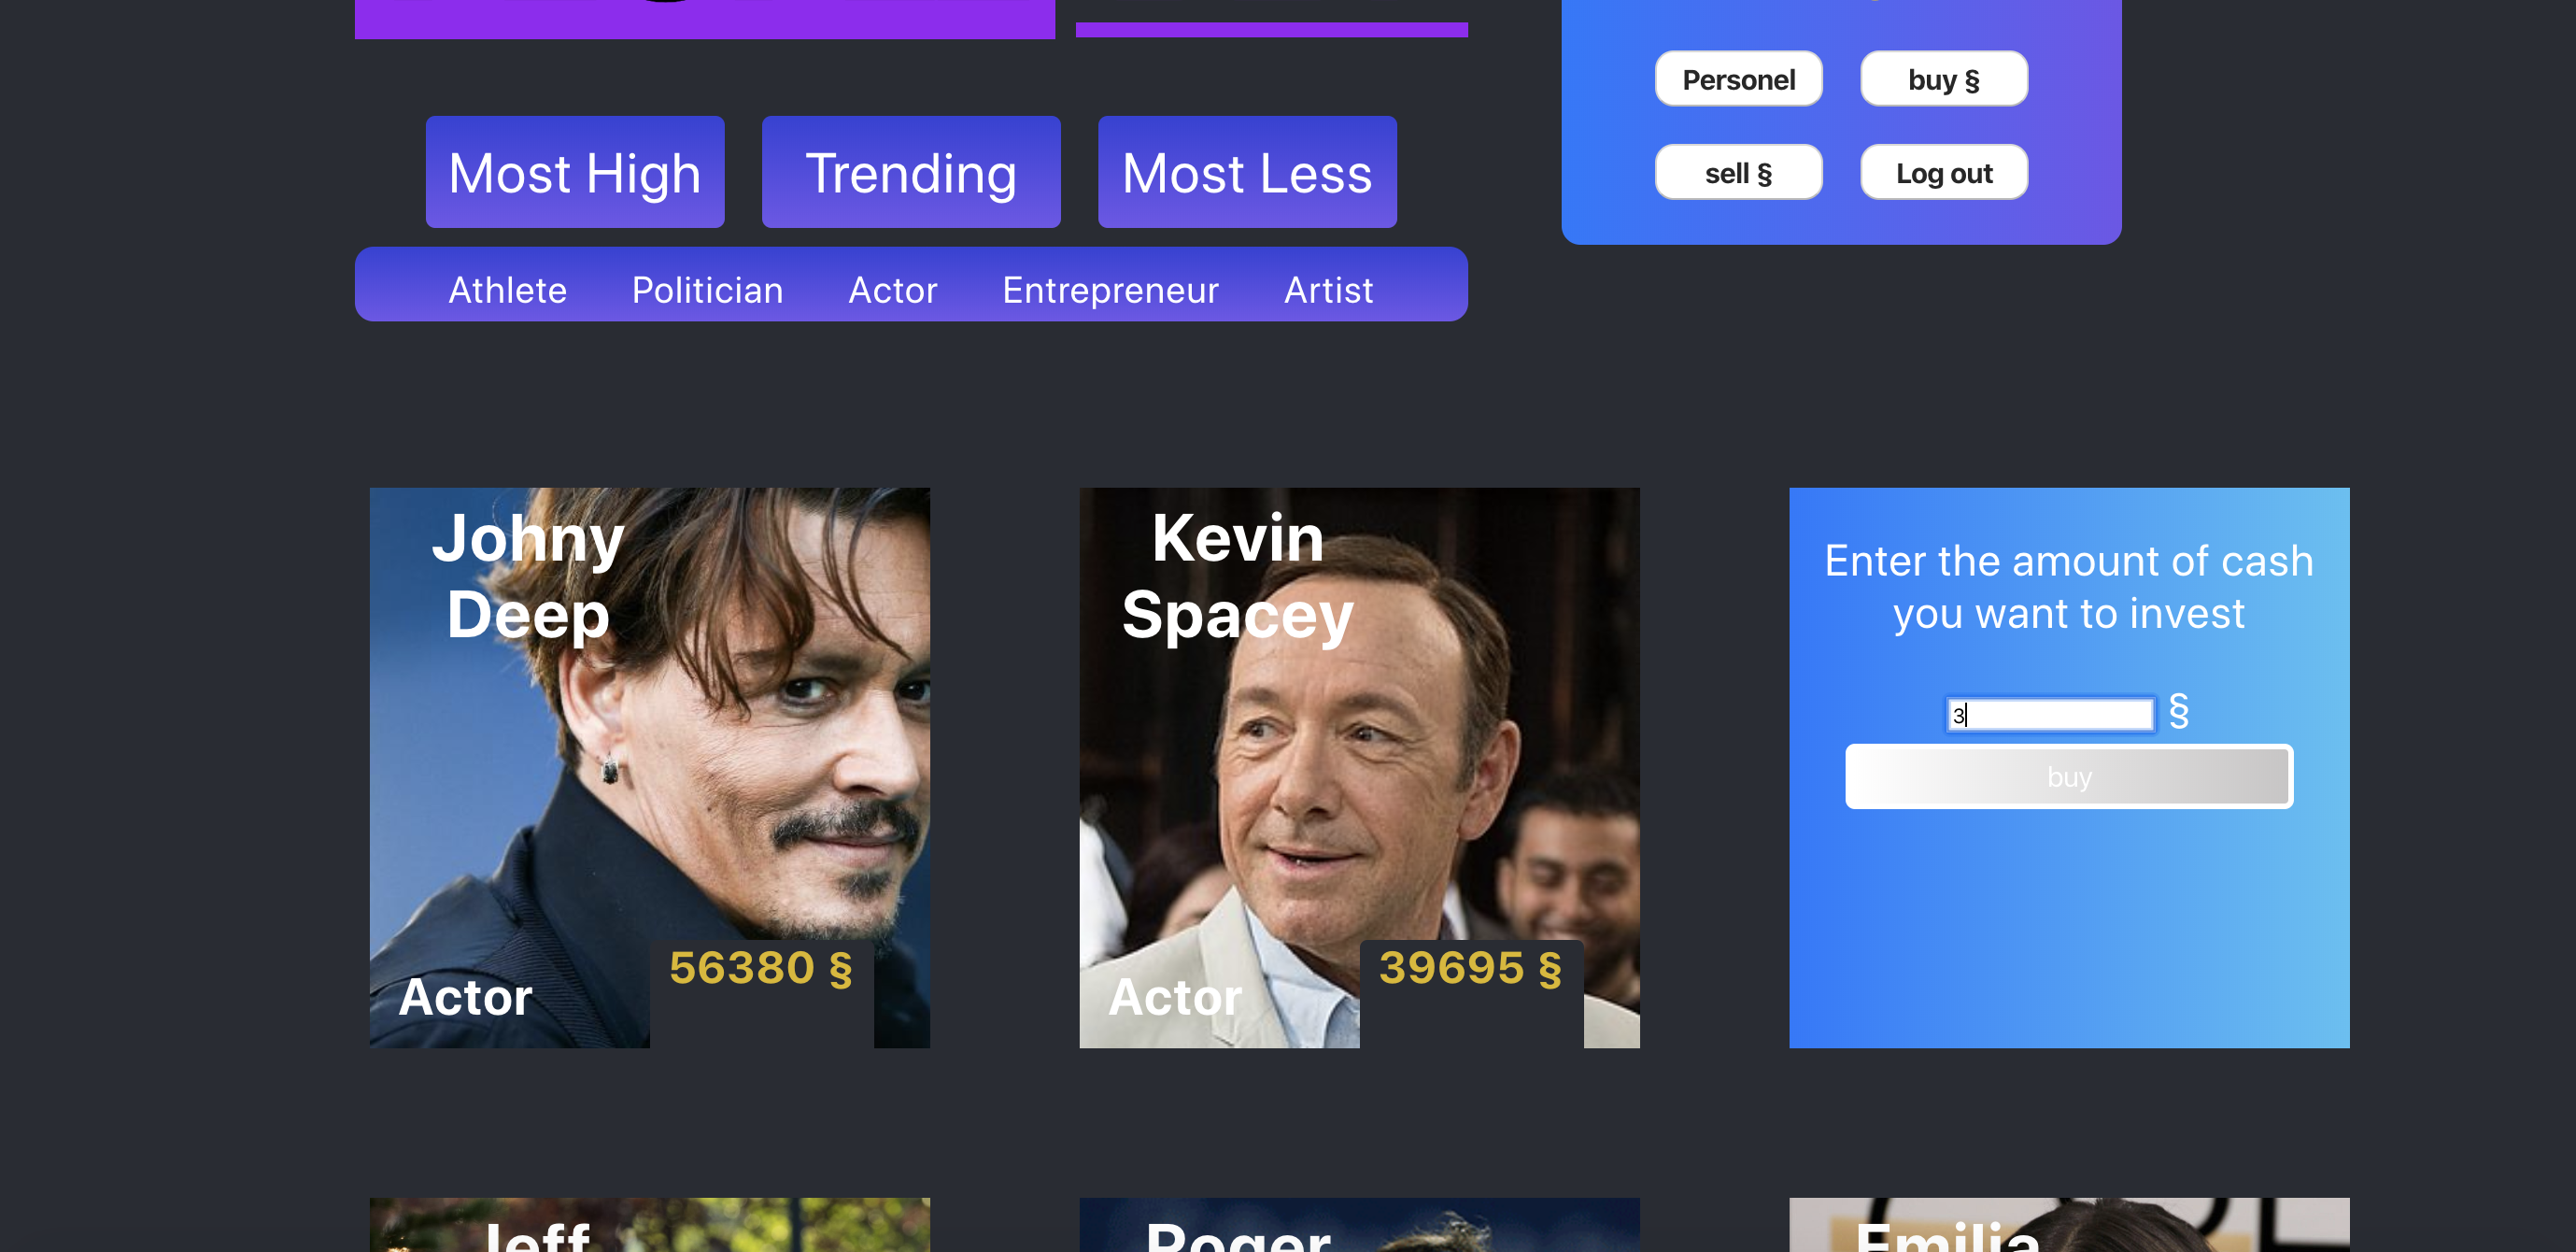 Personel
buy §
sell §
Log out
Most High
Trending
Most Less
Athlete
Politician
Actor
Entrepreneur
Artist
Johny
Deep
Actor
56380 §
Kevin
Spacey
Actor
39695 §
Enter the amount of cash
you want to invest
3
§
buy
Jeff
Roger
Emilia